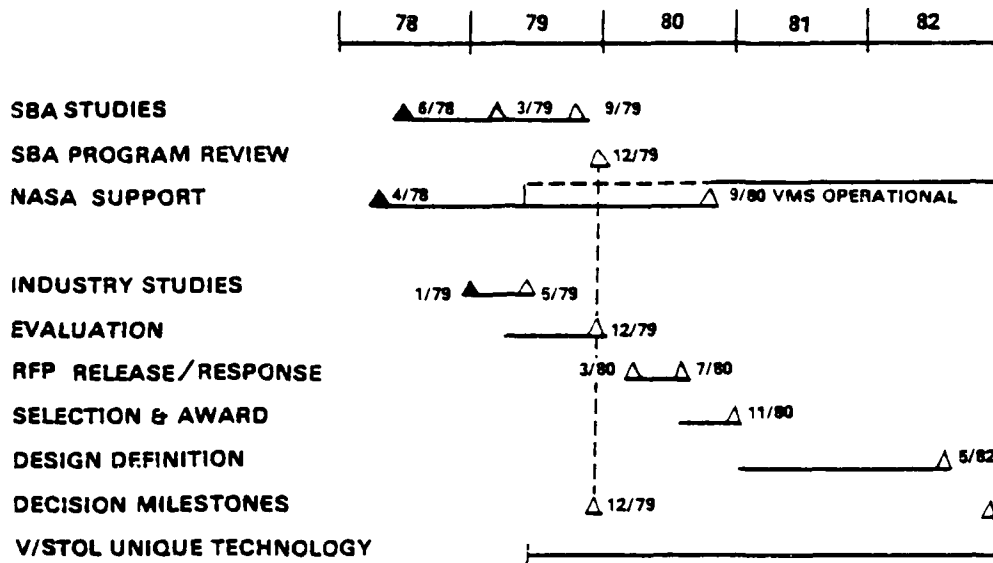 78 79 80 81 82
SBA STUDIES 6/78 3/79 9/79
SBA PROGRAM REVIEW 12/79
NASA SUPPORT 4/78 9/80 VMS OPERATIONAL
INDUSTRY STUDIES 1/79 5/79
EVALUATION 12/79
RFP RELEASE/RESPONSE 3/80 7/80
SELECTION & AWARD 11/80
DESIGN DEFINITION 5/82
DECISION MILESTONES 12/79
V/STOL UNIQUE TECHNOLOGY